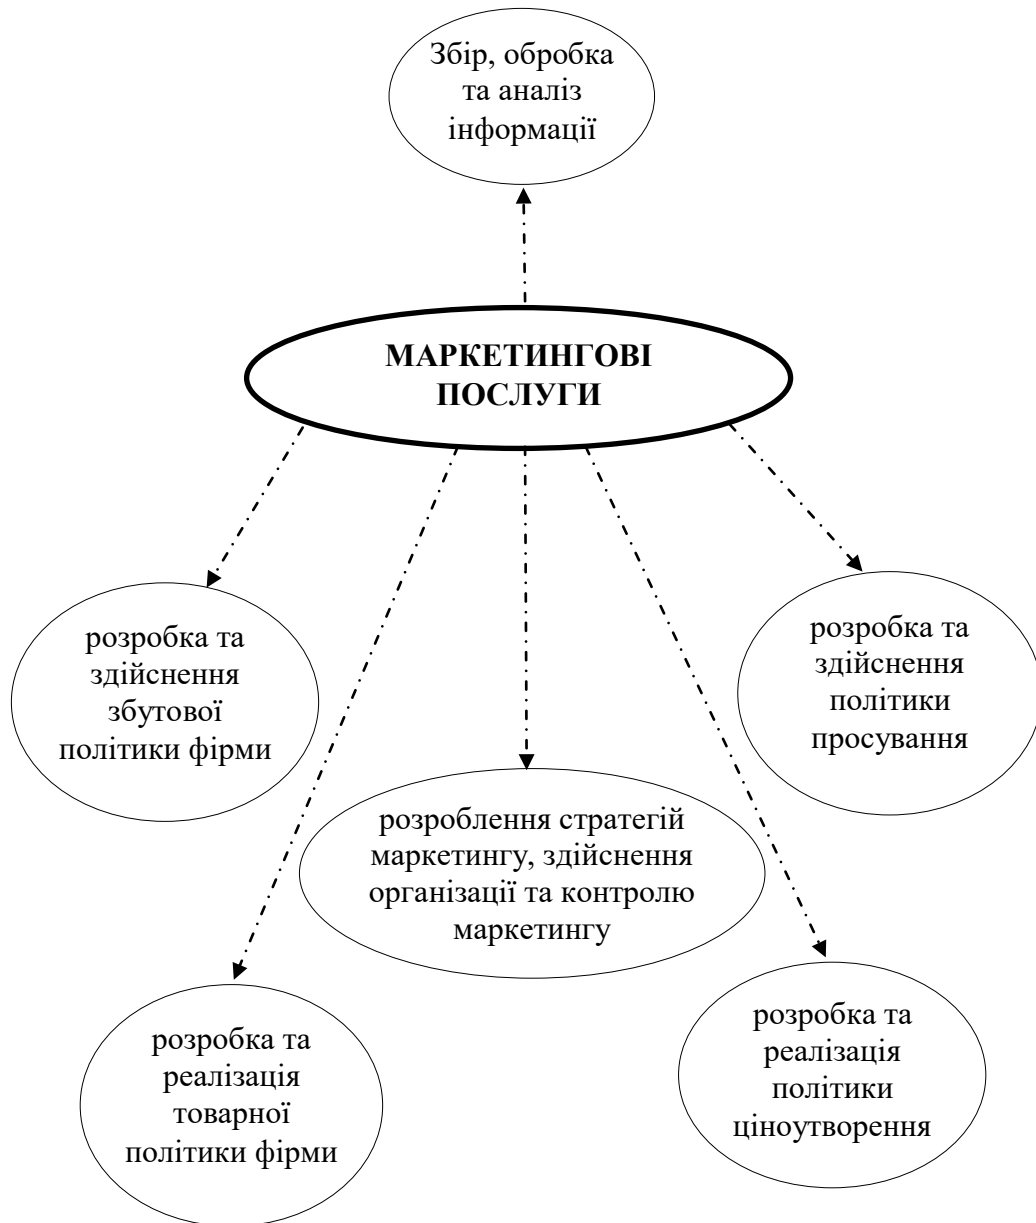 Збір, обробка
та аналіз
інформації
МАРКЕТИНГОВІ
ПОСЛУГИ
розробка та
здійснення
збутової
політики фірми
розробка та
здійснення
політики
просування
розроблення стратегій
маркетингу, здійснення
організації та контролю
маркетингу
розробка та
реалізація
товарної
політики фірми
розробка та
реалізація
політики
ціноутворення